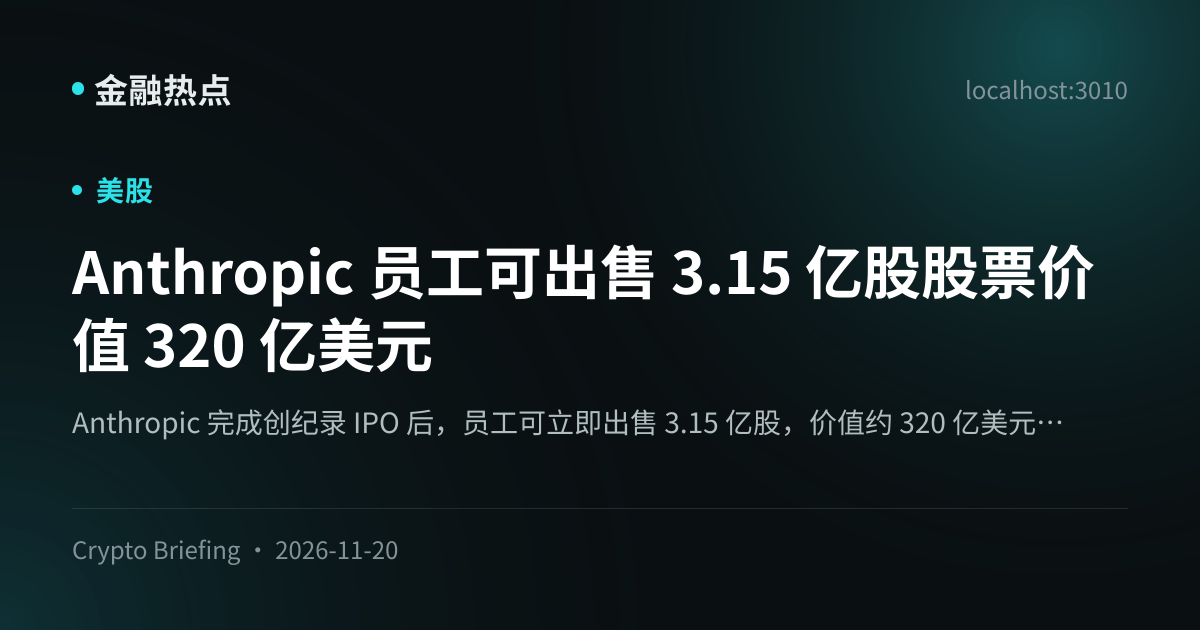 金融热点
localhost:3010
美股
Anthropic 员工可出售 3.15 亿股股票价
值 320 亿美元
Anthropic 完成创纪录 IPO 后，员工可立即出售 3.15 亿股，价值约 320 亿美元…
Crypto Briefing · 2026-11-20